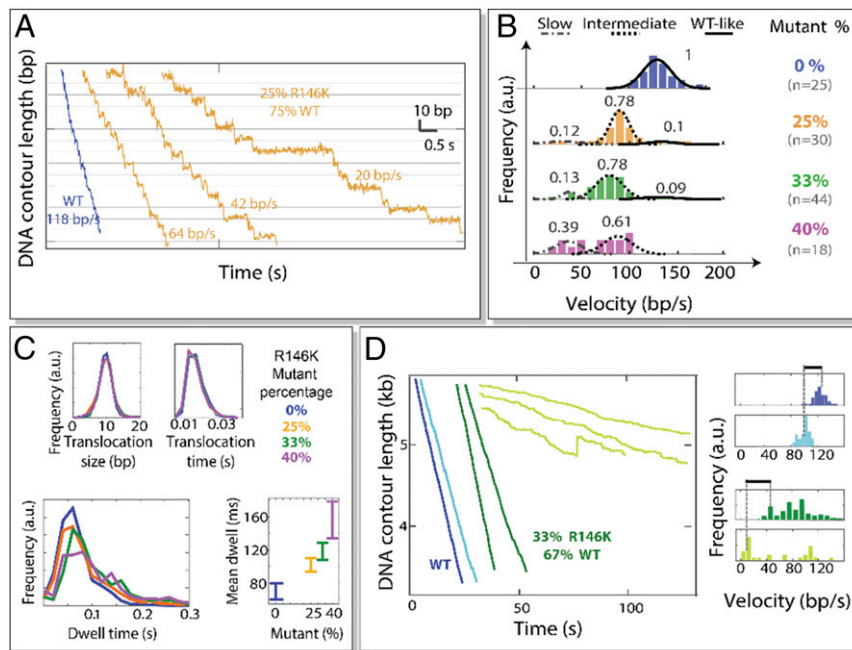 A
DNA contour length (bp)
25% R146K
75% WT
10 bp
0.5 s
WT
118 bp/s
64 bp/s
42 bp/s
20 bp/s
Time (s)
B
Slow Intermediate WT-like
Mutant %
Frequency (a.u.)
1
0 %
(n=25)
0.12
0.78
0.1
25%
(n=30)
0.13
0.78
0.09
33%
(n=44)
0.39
0.61
40%
(n=18)
0 50 100 150 200
Velocity (bp/s)
C
Frequency (a.u.)
0 10 20
Translocation
size (bp)
0.01 0.03
Translocation
time (s)
R146K
Mutant
percentage
0%
25%
33%
40%
Frequency (a.u.)
0.1 0.2 0.3
Dwell time (s)
Mean dwell (ms)
160
120
80
0 25 40
Mutant (%)
D
DNA contour length (kb)
5
4
WT
33% R146K
67% WT
0 50 100
Time (s)
Frequency (a.u.)
0 40 80 120
0 40 80 120
Velocity (bp/s)